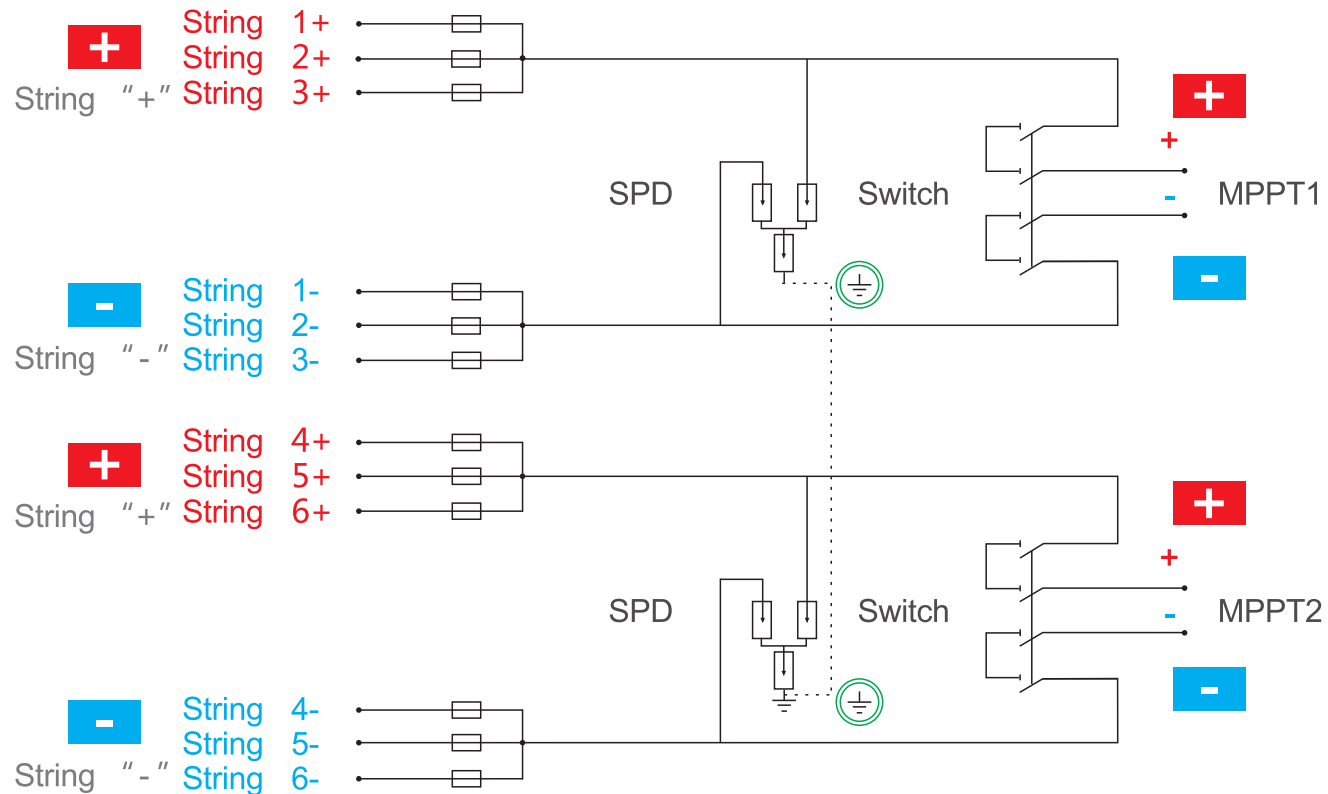 +
String 1+
String 2+
String "+" String 3+
+
+
SPD
Switch
-
MPPT1
-
String 1-
-
String 2-
String "-" String 3-
String 4+
+
String 5+
String "+" String 6+
+
+
SPD
Switch
-
MPPT2
-
String 4-
-
String 5-
String "-" String 6-